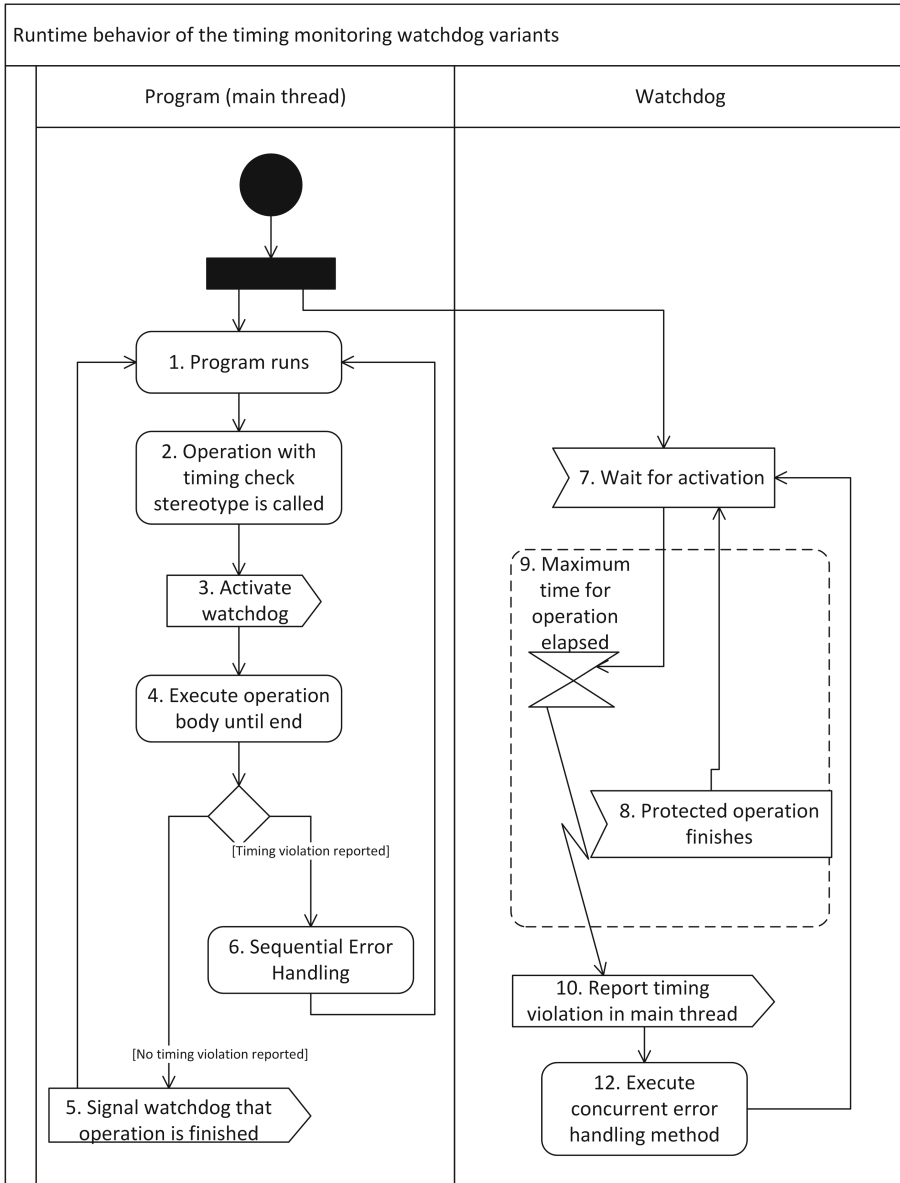 Runtime behavior of the timing monitoring watchdog variants
Program (main thread)
Watchdog
1. Program runs
2. Operation with
timing check
stereotype is called
3. Activate
watchdog
4. Execute operation
body until end
[Timing violation reported]
6. Sequential Error
Handling
[No timing violation reported]
5. Signal watchdog that
operation is finished
7. Wait for activation
9. Maximum
time for
operation
elapsed
8. Protected operation
finishes
10. Report timing
violation in main thread
12. Execute
concurrent error
handling method